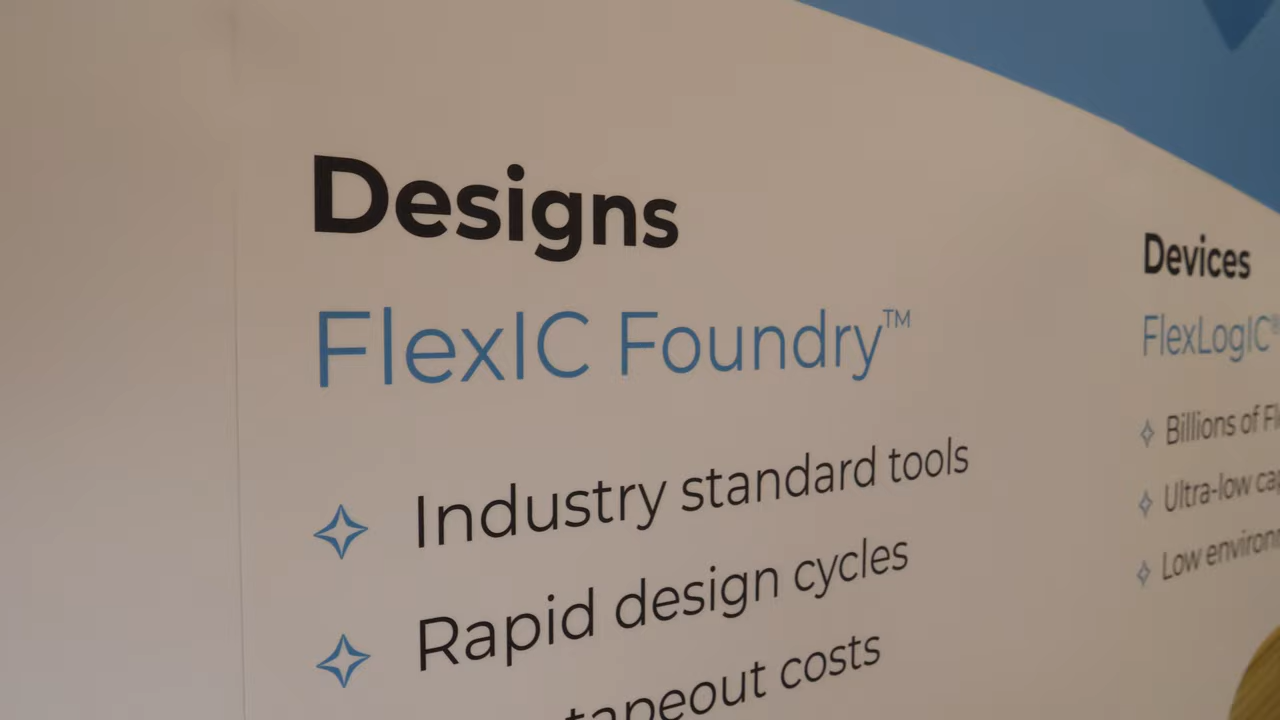 Designs
FlexIC Foundry™
Industry standard tools
Rapid design cycles
tapeout costs
Devices
FlexLogIC
Billions of
Ultra-low
Low